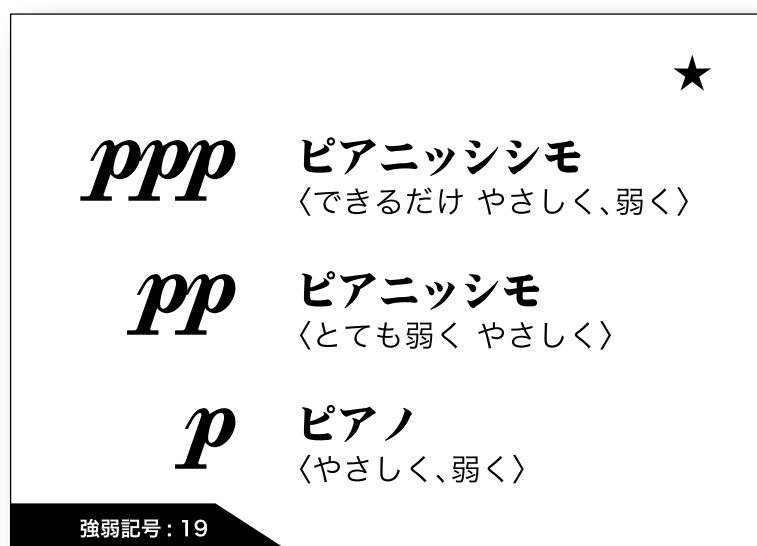 ★
ppp ピアニッシシモ
〈できるだけ やさしく、弱く〉
pp ピアニッシモ
〈とても弱く やさしく〉
p ピアノ
〈やさしく、弱く〉
強弱記号：19